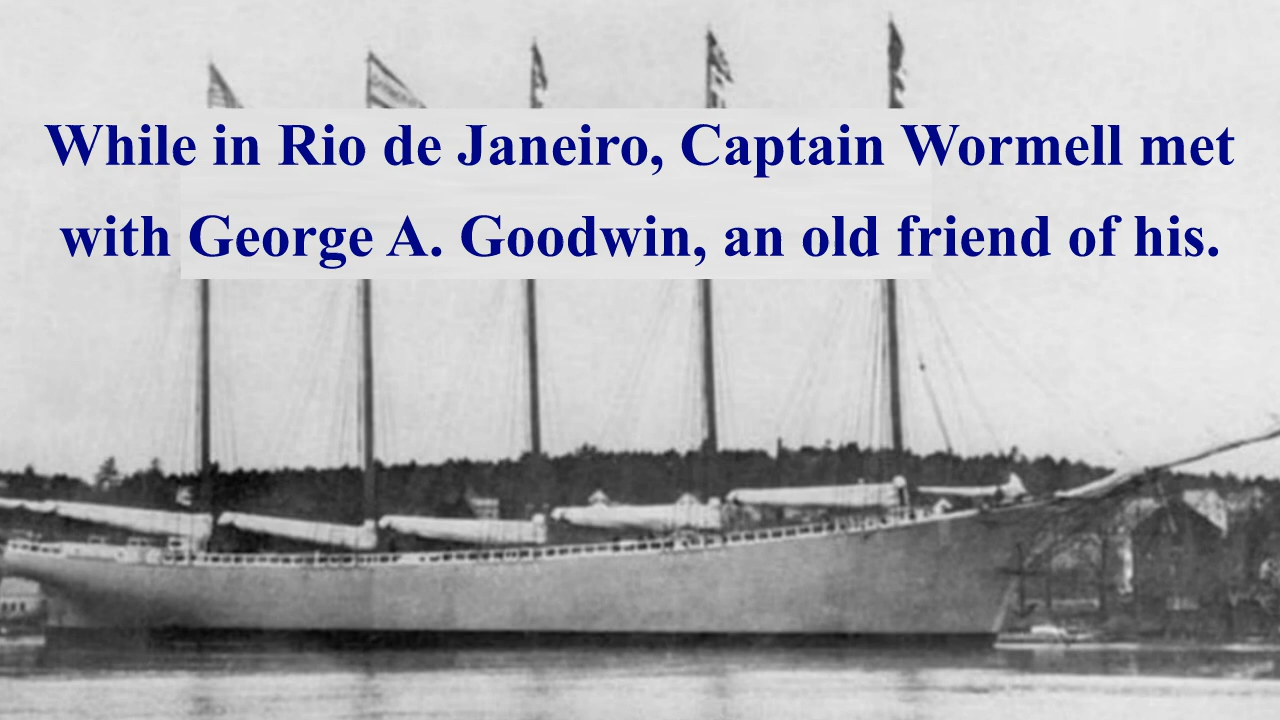 While in Rio de Janeiro, Captain Wormell met
with George A. Goodwin, an old friend of his.